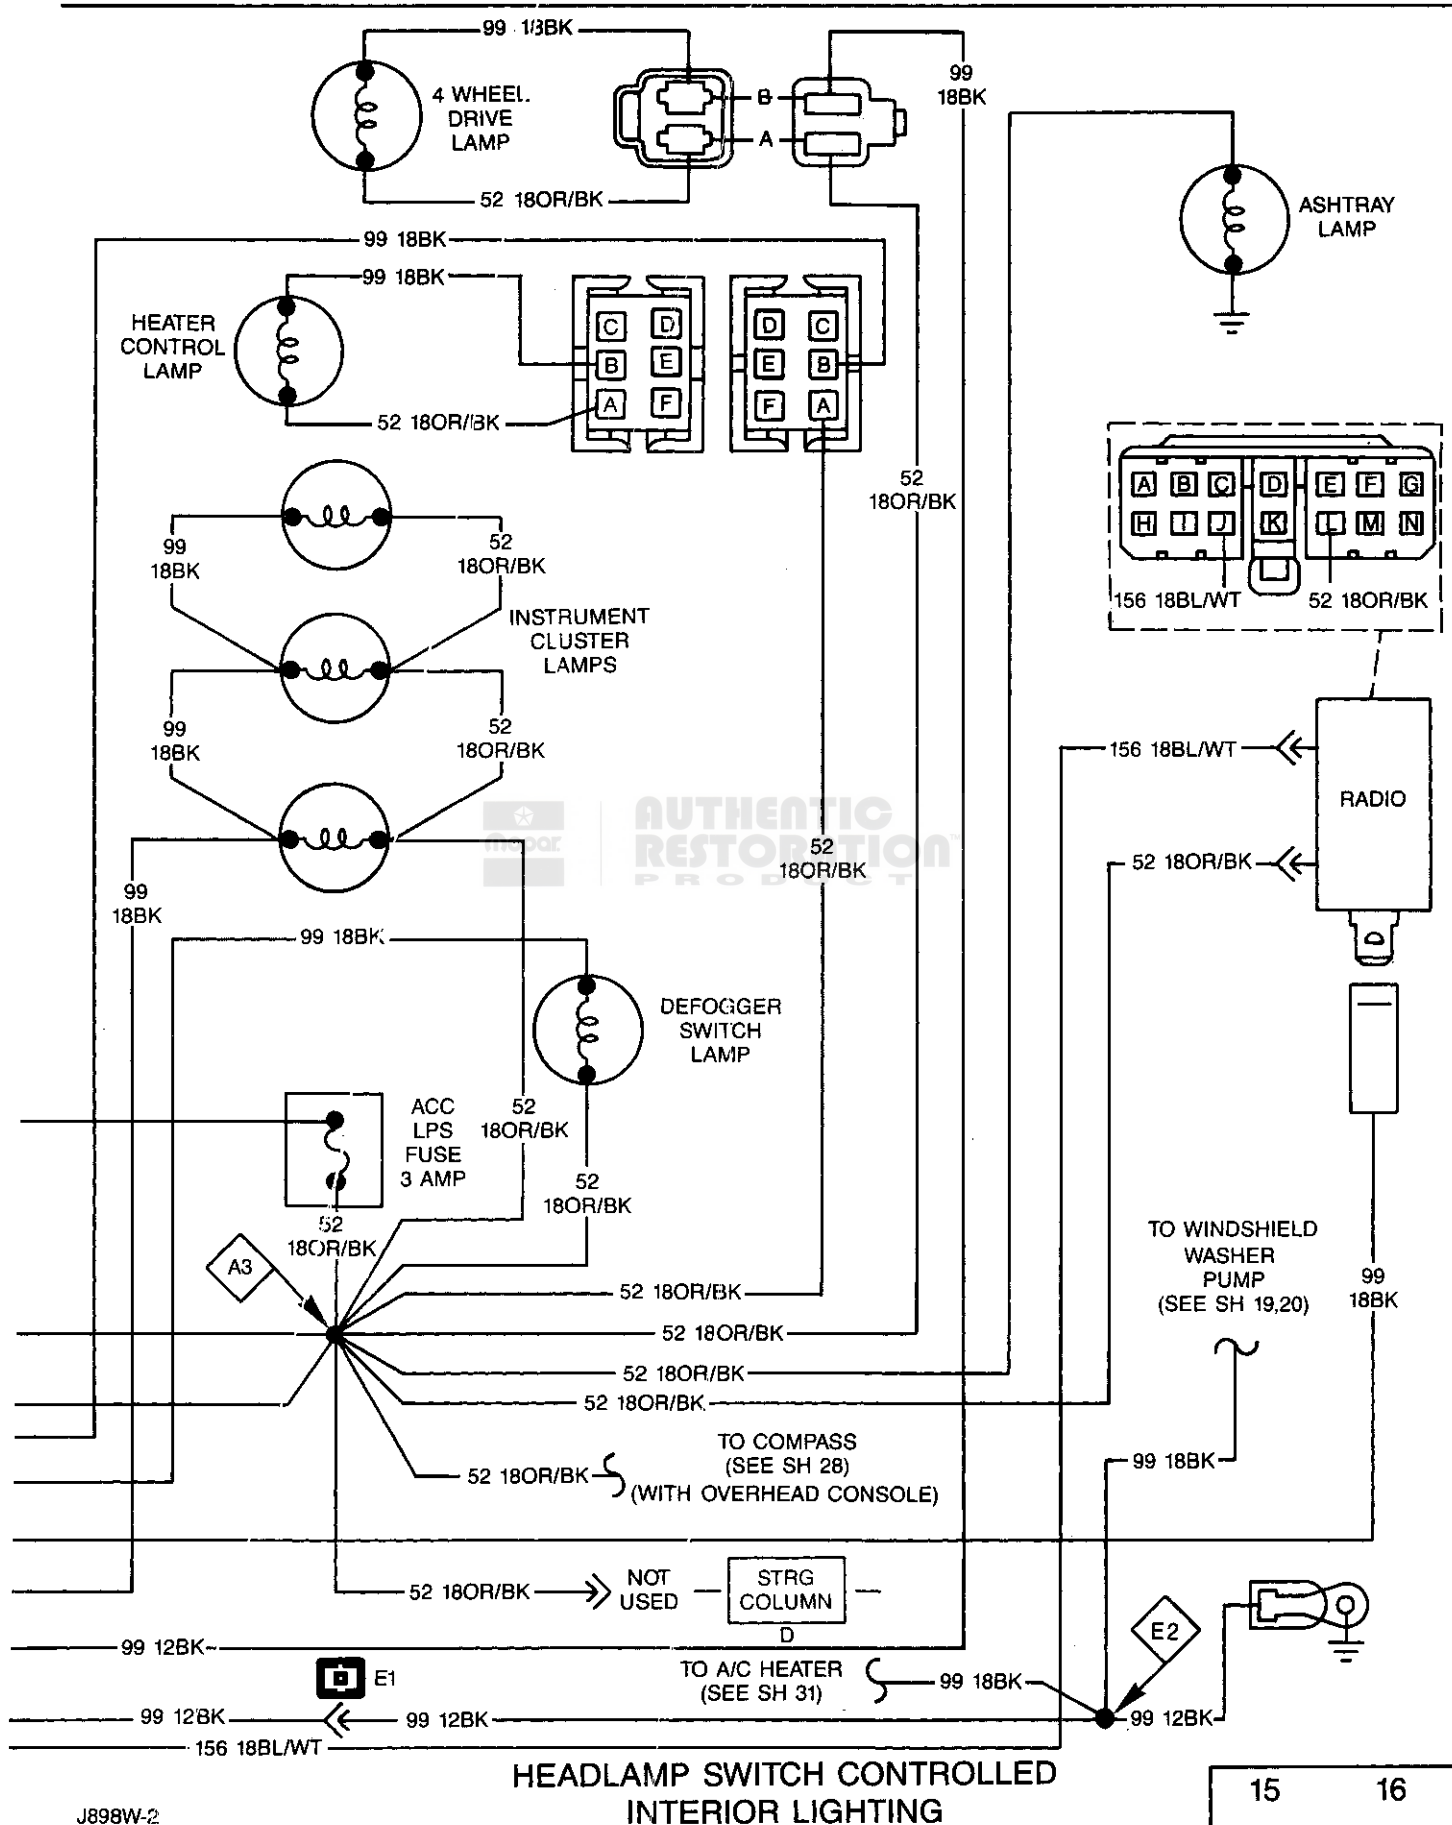 99 18BK
4 WHEEL
DRIVE
LAMP
B
A
99
18BK
52 18OR/BK
ASHTRAY
LAMP
99 18BK
99 18BK
HEATER
CONTROL
LAMP
C D
B E
A F
D C
E B
F A
52 18OR/BK
A B C D E F G
H I J K L M N
156 18BL/WT 52 18OR/BK
52
18OR/BK
99
18BK
52
18OR/BK
INSTRUMENT
CLUSTER
LAMPS
99
18BK
52
18OR/BK
156 18BL/WT
RADIO
mopar
AUTHENTIC
RESTORATION
PRODUCT
52
18OR/BK
52 18OR/BK
99
18BK
99 18BK
D
DEFOGGER
SWITCH
LAMP
ACC
LPS
FUSE
3 AMP
52
18OR/BK
52
18OR/BK
52
18OR/BK
A3
TO WINDSHIELD
WASHER
PUMP
(SEE SH 19,20)
99
18BK
52 18OR/BK
52 18OR/BK
52 18OR/BK
52 18OR/BK
TO COMPASS
(SEE SH 28)
(WITH OVERHEAD CONSOLE)
52 18OR/BK
99 18BK
52 18OR/BK
NOT
USED
STRG
COLUMN
D
E2
99 12BK
E1
TO A/C HEATER
(SEE SH 31)
99 18BK
99 12BK
99 12BK
99 12BK
156 18BL/WT
HEADLAMP SWITCH CONTROLLED
INTERIOR LIGHTING
15 16
J898W-2